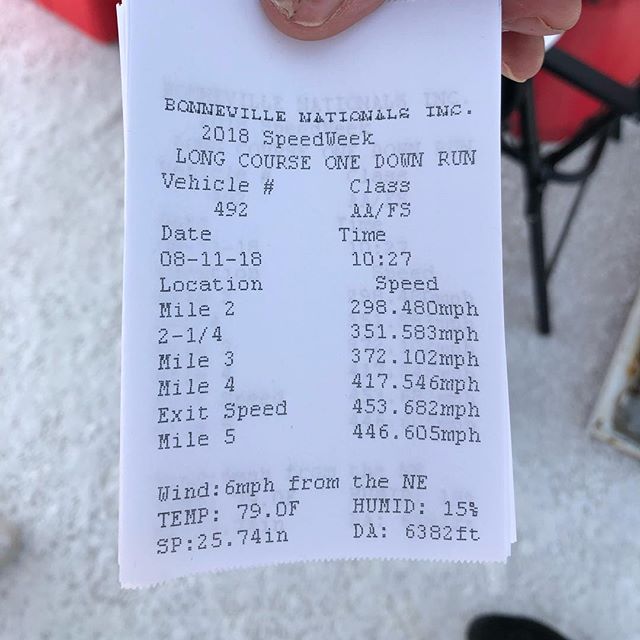 BONNEVILLE NATIONALS INC.
2018 SpeedWeek
LONG COURSE ONE DOWN RUN
Vehicle # Class
492 AA/FS
Date Time
08-11-18 10:27
Location Speed
Mile 2 298.480mph
2-1/4 351.583mph
Mile 3 372.102mph
Mile 4 417.546mph
Exit Speed 453.682mph
Mile 5 446.605mph
Wind:6mph from the NE
TEMP: 79.0F HUMID: 15%
SP:25.74in DA: 6382ft